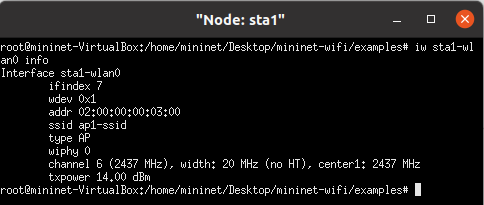 "Node: sta1"
root@mininet-VirtualBox:/home/mininet/Desktop/mininet-wifi/examples# iw sta1-wl
an0 info
Interface sta1-wlan0
ifindex 7
wdev 0x1
addr 02:00:00:00:03:00
ssid ap1-ssid
type AP
wiphy 0
channel 6 (2437 MHz), width: 20 MHz (no HT), center1: 2437 MHz
txpower 14.00 dBm
root@mininet-VirtualBox:/home/mininet/Desktop/mininet-wifi/examples#